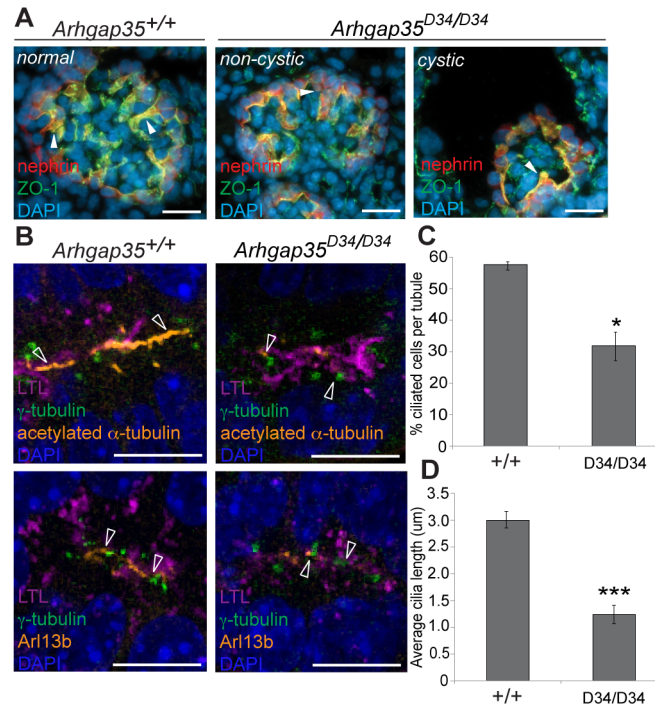 A
Arhgap35+/+
Arhgap35D34/D34
normal
nephrin
ZO-1
DAPI
non-cystic
nephrin
ZO-1
DAPI
cystic
nephrin
ZO-1
DAPI
B
Arhgap35+/+
Arhgap35D34/D34
LTL
γ-tubulin
acetylated α-tubulin
DAPI
LTL
γ-tubulin
acetylated α-tubulin
DAPI
LTL
γ-tubulin
Arl13b
DAPI
LTL
γ-tubulin
Arl13b
DAPI
C
% ciliated cells per tubule
60
50
40
30
20
10
0
*
+/+
D34/D34
D
Average cilia length (um)
3.5
3.0
2.5
2.0
1.5
1.0
0.5
0
***
+/+
D34/D34